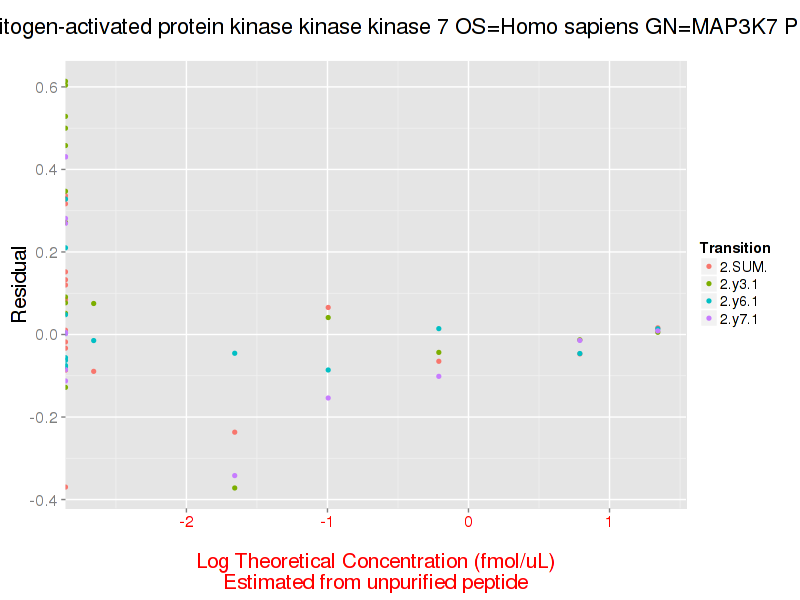 itogen-activated protein kinase kinase kinase 7 OS=Homo sapiens GN=MAP3K7 P
0.6
0.4
0.2
0.0
-0.2
-0.4
Residual
-2 -1 0 1
Log Theoretical Concentration (fmol/uL)
Estimated from unpurified peptide
Transition
2.SUM.
2.y3.1
2.y6.1
2.y7.1